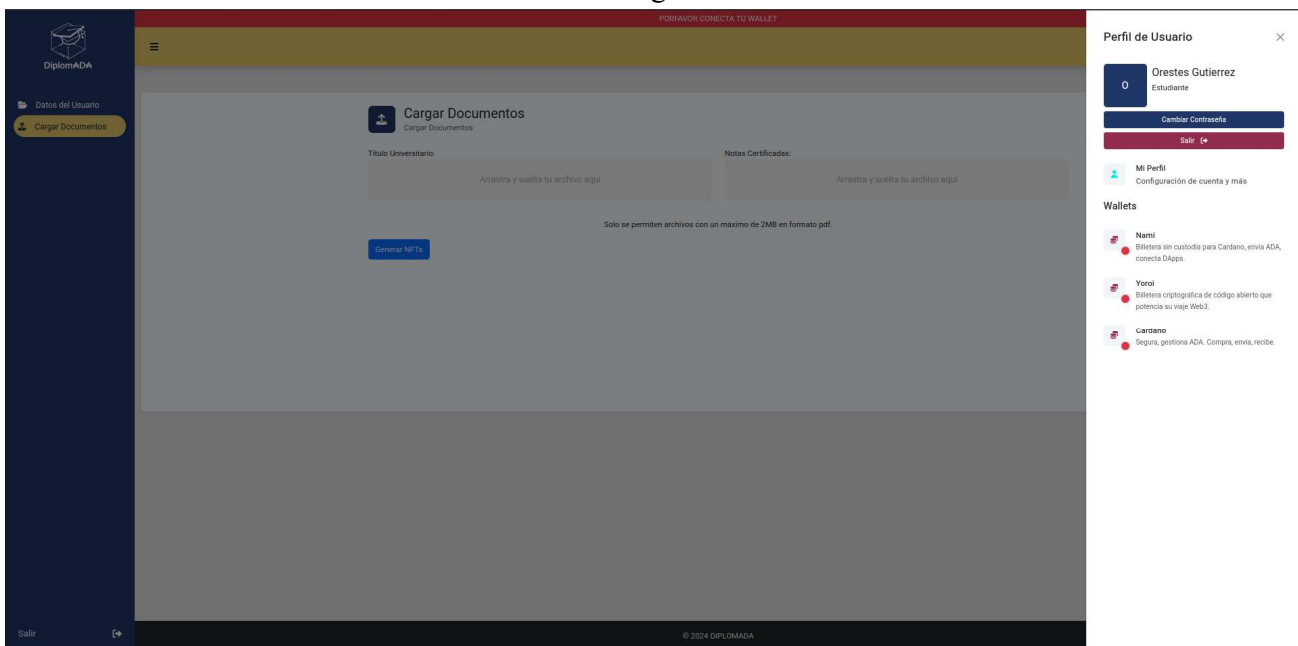 PORFAVOR CONECTA TU WALLET
DiplomADA
Datos del Usuario
Cargar Documentos
Cargar Documentos
Cargar Documentos
Título Universitario:
Notas Certificadas:
Arrastra y suelta tu archivo aquí
Arrastra y suelta tu archivo aquí
Solo se permiten archivos con un máximo de 2MB en formato pdf.
Generar NFTs
Salir
© 2024 DIPLOMADA
Perfil de Usuario
O
Orestes Gutierrez
Estudiante
Cambiar Contraseña
Salir
Mi Perfil
Configuración de cuenta y más
Wallets
Nami
Billetera sin custodia para Cardano, envía ADA,
conecta DApps.
Yoroi
Billetera criptográfica de código abierto que
potencia su viaje Web3.
Cardano
Segura, gestiona ADA. Compra, envía, recibe.